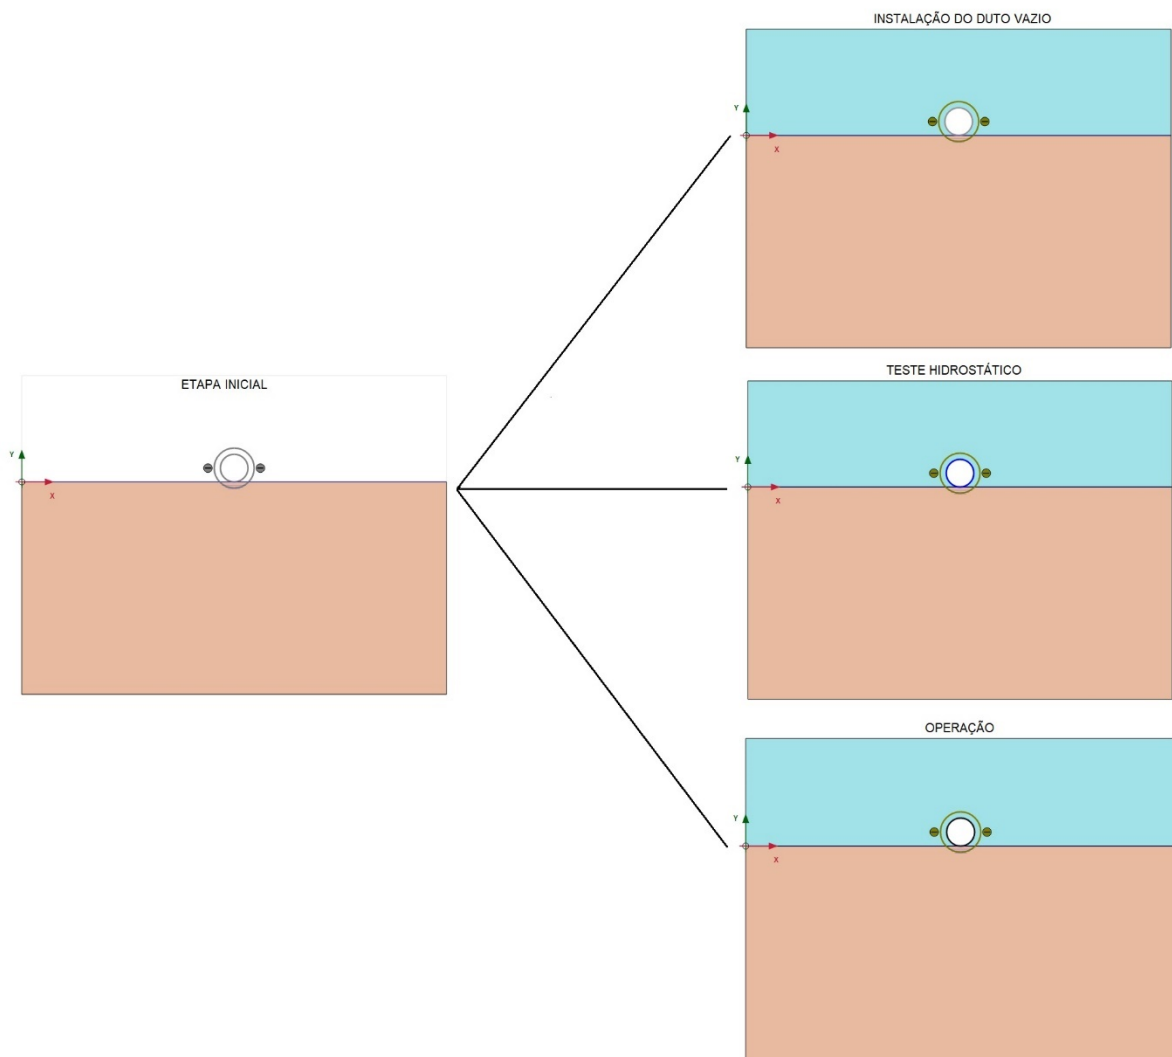 INSTALAÇÃO DO DUTO VAZIO
Y
X
ETAPA INICIAL
Y
X
TESTE HIDROSTÁTICO
Y
X
OPERAÇÃO
Y
X